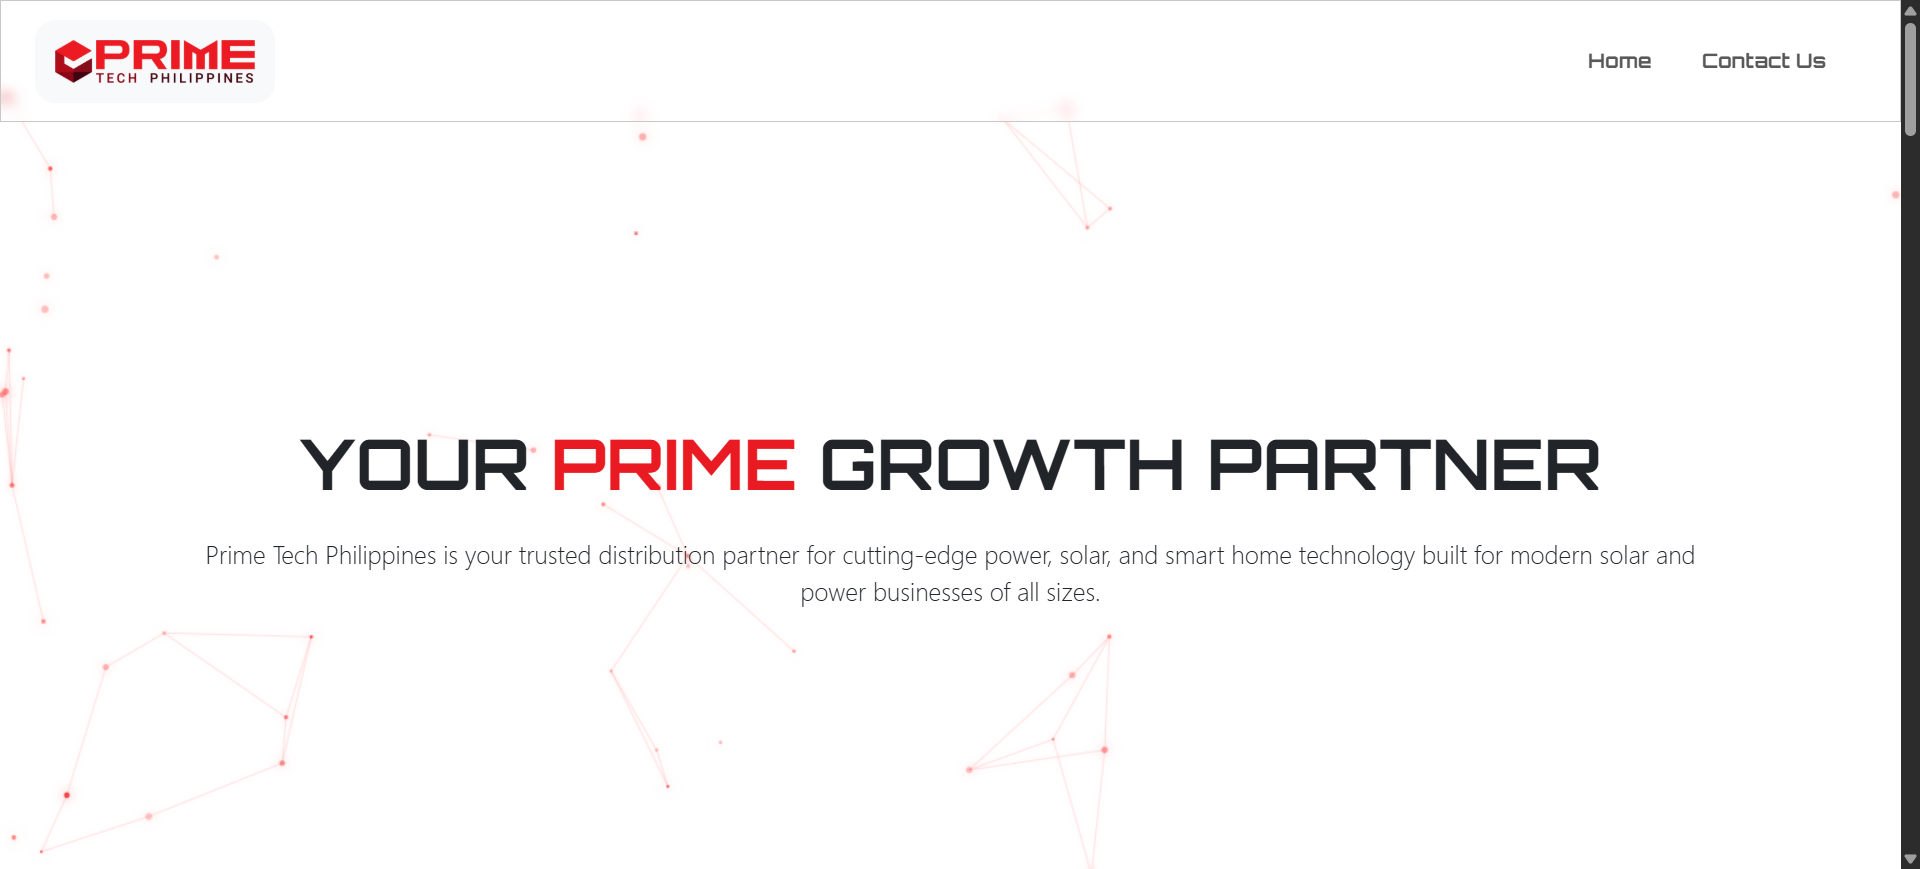 PRIME
TECH PHILIPPINES
Home
Contact Us
YOUR PRIME GROWTH PARTNER
Prime Tech Philippines is your trusted distribution partner for cutting-edge power, solar, and smart home technology built for modern solar and
power businesses of all sizes.